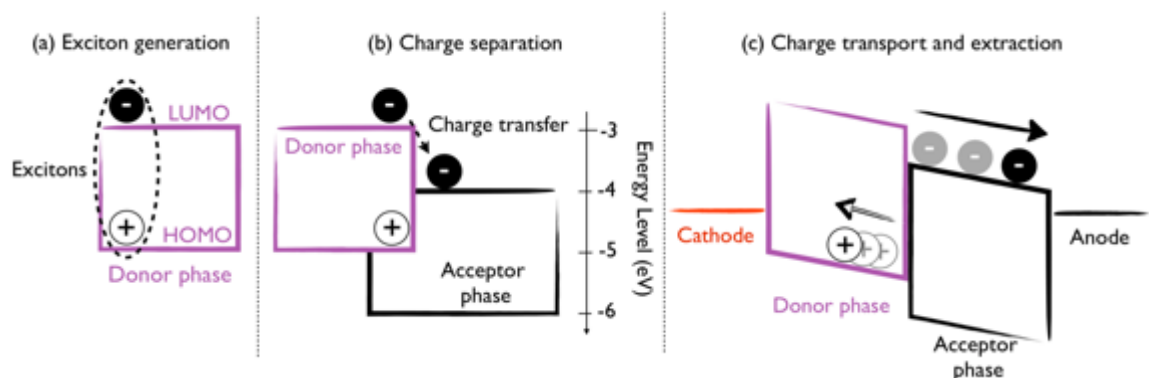 (a) Exciton generation
LUMO
Excitons
HOMO
Donor phase
(b) Charge separation
Charge transfer
Donor phase
Acceptor
phase
-3
-4
-5
-6
Energy Level (eV)
(c) Charge transport and extraction
Cathode
Anode
Donor phase
Acceptor
phase